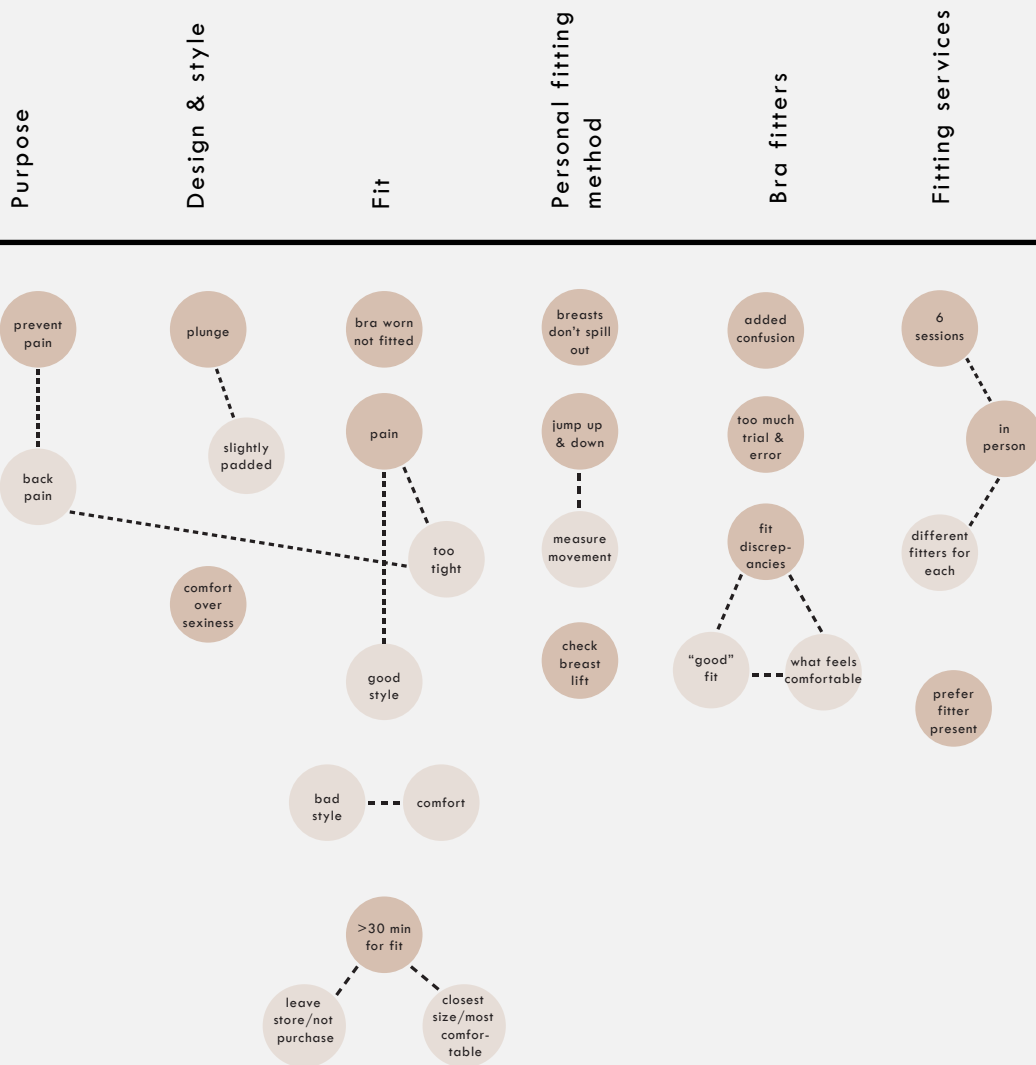 Purpose
Design & style
Fit
Personal fitting
method
Bra fitters
Fitting services
prevent
pain
back
pain
plunge
slightly
padded
comfort
over
sexiness
bra worn
not fitted
pain
too
tight
good
style
bad
style
comfort
>30 min
for fit
leave
store/not
purchase
closest
size/most
comfor-
table
breasts
don't spill
out
jump up
& down
measure
movement
check
breast
lift
added
confusion
too much
trial &
error
fit
discrep-
ancies
“good”
fit
what feels
comfortable
6
sessions
in
person
different
fitters for
each
prefer
fitter
present